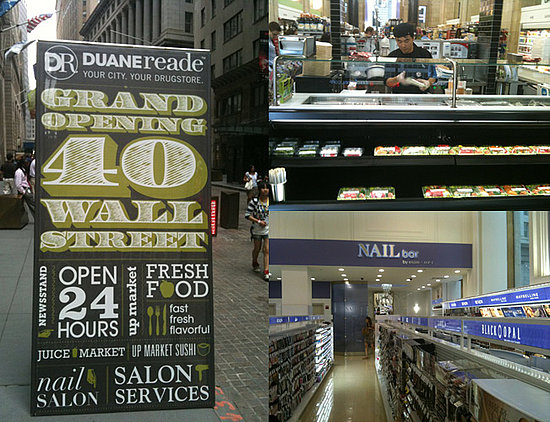 DR DUANEreade
YOUR CITY. YOUR DRUGSTORE.
GRAND
OPENING
40
WALL
STREET
NEWSSTAND
OPEN
24
HOURS
up market
FRESH
FOOD
fast
fresh
flavorful
JUICE MARKET
UP MARKET SUSHI
nail
SALON
SALON
SERVICES
NAIL bar
MAYBELLINE
BLACK OPAL